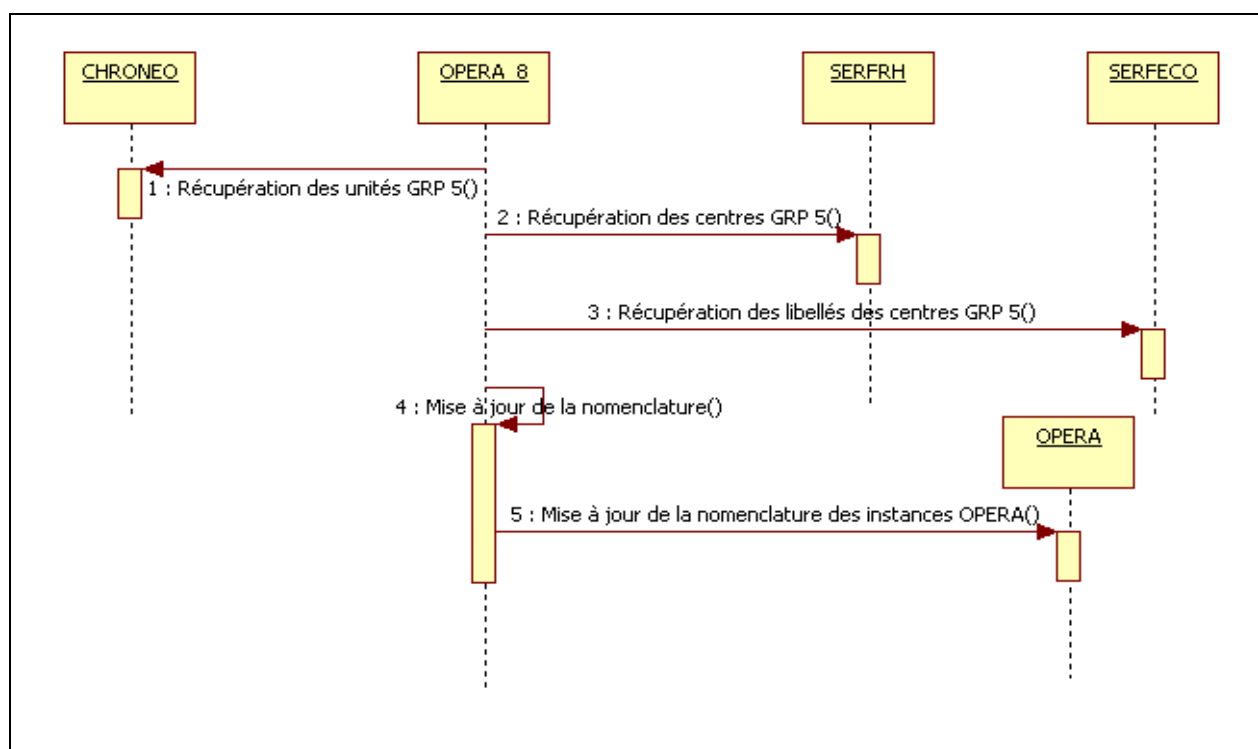 CHRONEO
OPERA_8
SERFRH
SERFECO
1 : Récupération des unités GRP 5()
2 : Récupération des centres GRP 5()
3 : Récupération des libellés des centres GRP 5()
4 : Mise à jour de la nomenclature()
OPERA
5 : Mise à jour de la nomenclature des instances OPERA()